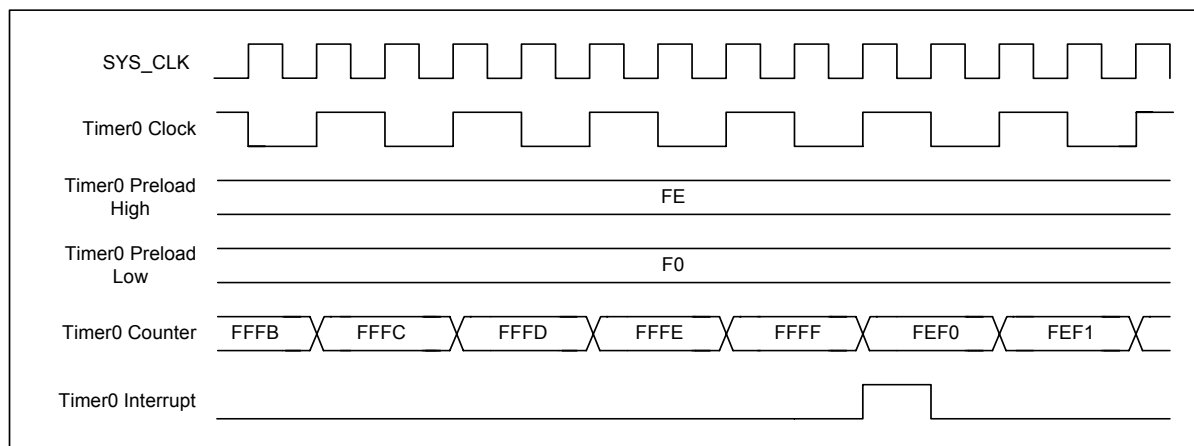 SYS_CLK
Timer0 Clock
Timer0 Preload
High
FE
Timer0 Preload
Low
F0
Timer0 Counter
FFFB FFFC FFFD FFFE FFFF FEF0 FEF1
Timer0 Interrupt